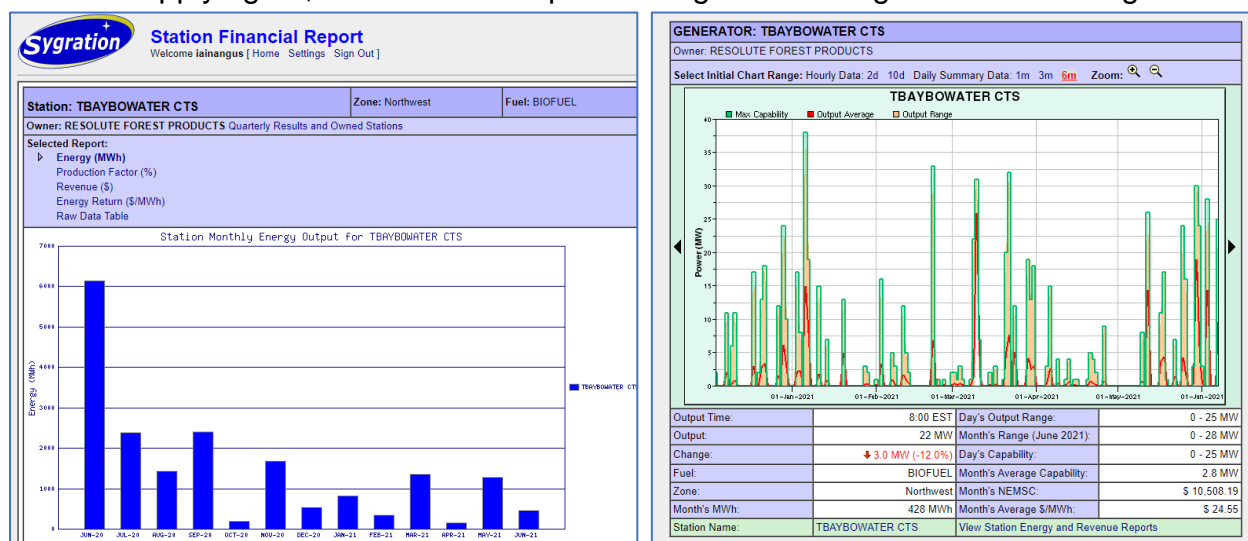 Sygration
Station Financial Report
Welcome iainangus [ Home Settings Sign Out ]
Station: TBAYBOWATER CTS
Zone: Northwest
Fuel: BIOFUEL
Owner: RESOLUTE FOREST PRODUCTS Quarterly Results and Owned Stations
Selected Report:
Energy (MWh)
Production Factor (%)
Revenue ($)
Energy Return ($/MWh)
Raw Data Table
Station Monthly Energy Output for TBAYBOWATER CTS
7000
6000
5000
4000
3000
2000
1000
0
Energy (MWh)
JUN-20 JUL-20 AUG-20 SEP-20 OCT-20 NOV-20 DEC-20 JAN-21 FEB-21 MAR-21 APR-21 MAY-21 JUN-21
TBAYBOWATER CTS
GENERATOR: TBAYBOWATER CTS
Owner: RESOLUTE FOREST PRODUCTS
Select Initial Chart Range: Hourly Data: 2d 10d Daily Summary Data: 1m 3m 6m Zoom:
TBAYBOWATER CTS
Max Capability Output Average Output Range
40
35
30
25
20
15
10
5
0
Power (MW)
01-Jan-2021 01-Feb-2021 01-Mar-2021 01-Apr-2021 01-May-2021 01-Jun-2021
Output Time: 8:00 EST Day's Output Range: 0 - 25 MW
Output: 22 MW Month's Range (June 2021): 0 - 28 MW
Change: 3.0 MW (-12.0%) Day's Capability: 0 - 25 MW
Fuel: BIOFUEL Month's Average Capability: 2.8 MW
Zone: Northwest Month's NEMSC: $ 10,508.19
Month's MWh: 428 MWh Month's Average $/MWh: $ 24.55
Station Name: TBAYBOWATER CTS View Station Energy and Revenue Reports